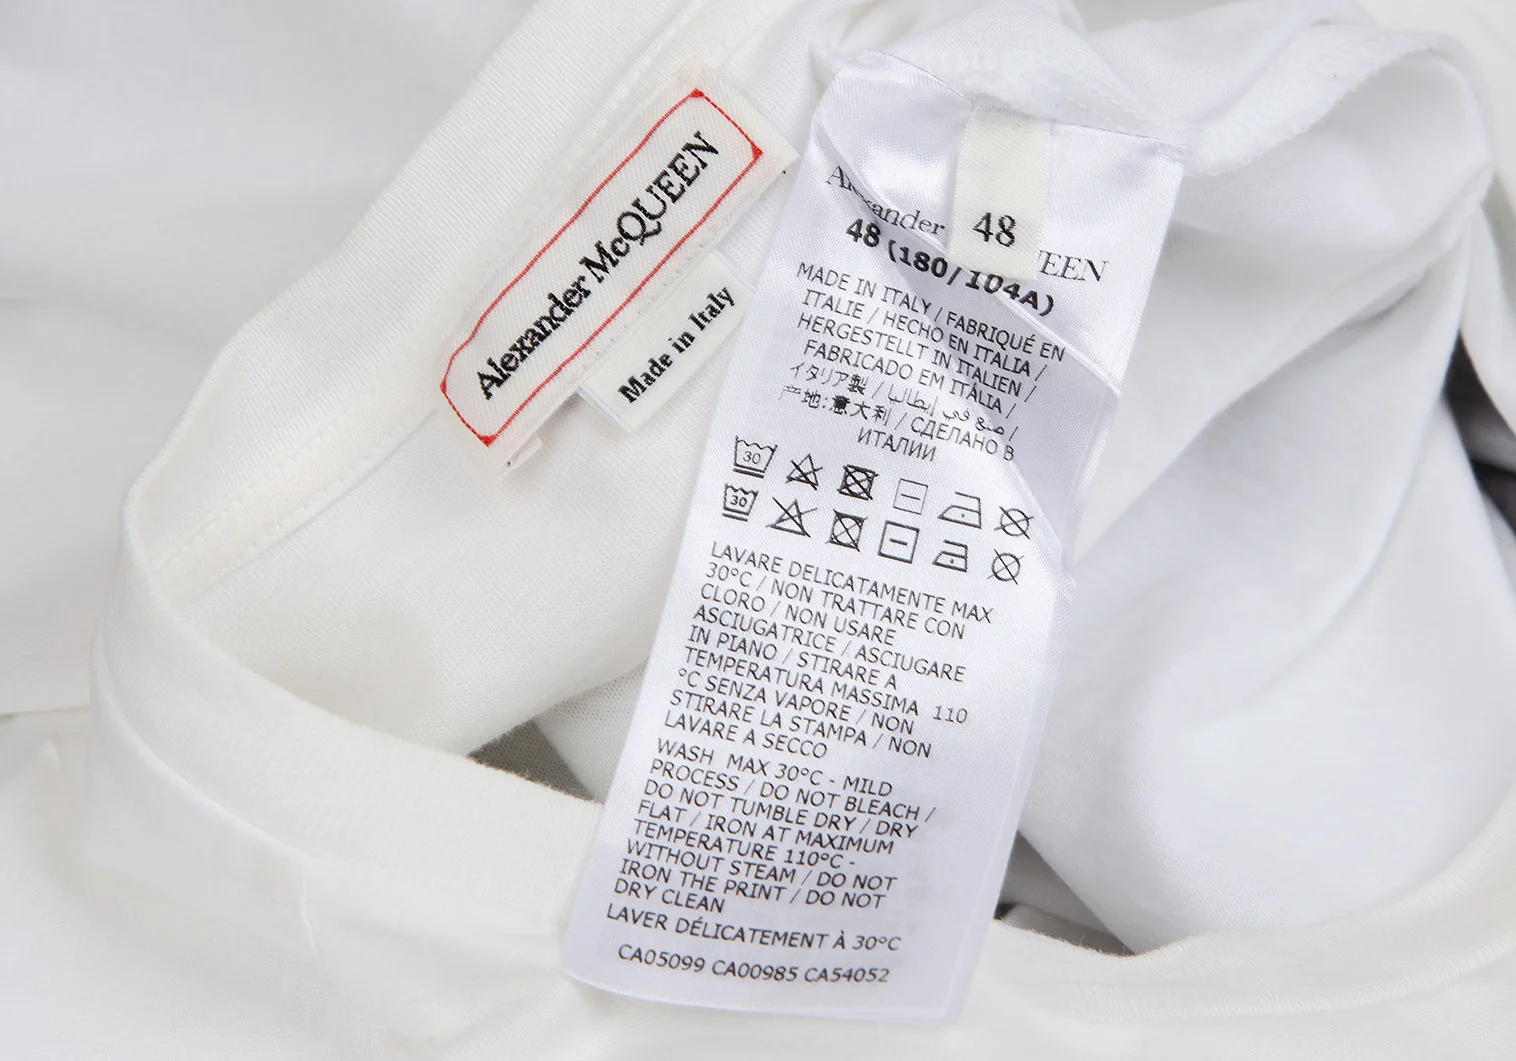 Alexander McQUEEN
Made in Italy
48
Alexander UEEN
48 (180/104A)
MADE IN ITALY / FABRIQUÉ EN
ITALIE / HECHO EN ITALIA /
HERGESTELLT IN ITALIEN /
FABRICADO EM ITÁLIA /
イタリア製 / صنع في إيطاليا /
产地:意大利 / СДЕЛАНО В
ИТАЛИИ
30
30
LAVARE DELICATAMENTE MAX
30°C / NON TRATTARE CON
CLORO / NON USARE
ASCIUGATRICE / ASCIUGARE
IN PIANO / STIRARE A
TEMPERATURA MASSIMA 110
°C SENZA VAPORE / NON
STIRARE LA STAMPA / NON
LAVARE A SECCO
WASH MAX 30°C - MILD
PROCESS / DO NOT BLEACH /
DO NOT TUMBLE DRY / DRY
FLAT / IRON AT MAXIMUM
TEMPERATURE 110°C -
WITHOUT STEAM / DO NOT
IRON THE PRINT / DO NOT
DRY CLEAN
LAVER DÉLICATEMENT À 30°C
CA05099 CA00985 CA54052